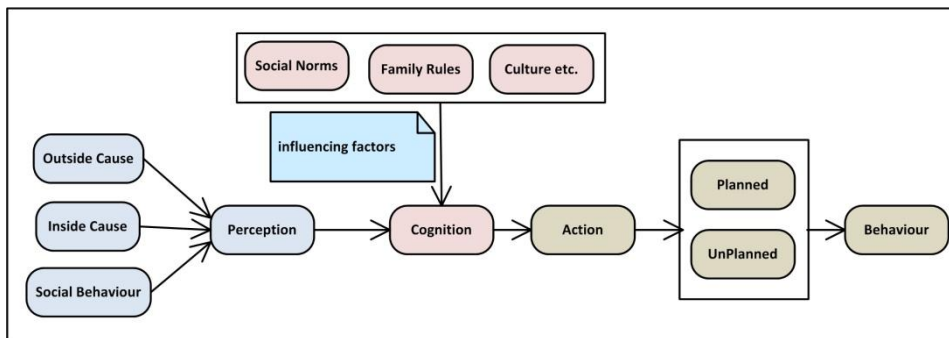 Social Norms
Family Rules
Culture etc.
influencing factors
Outside Cause
Inside Cause
Social Behaviour
Perception
Cognition
Action
Planned
UnPlanned
Behaviour